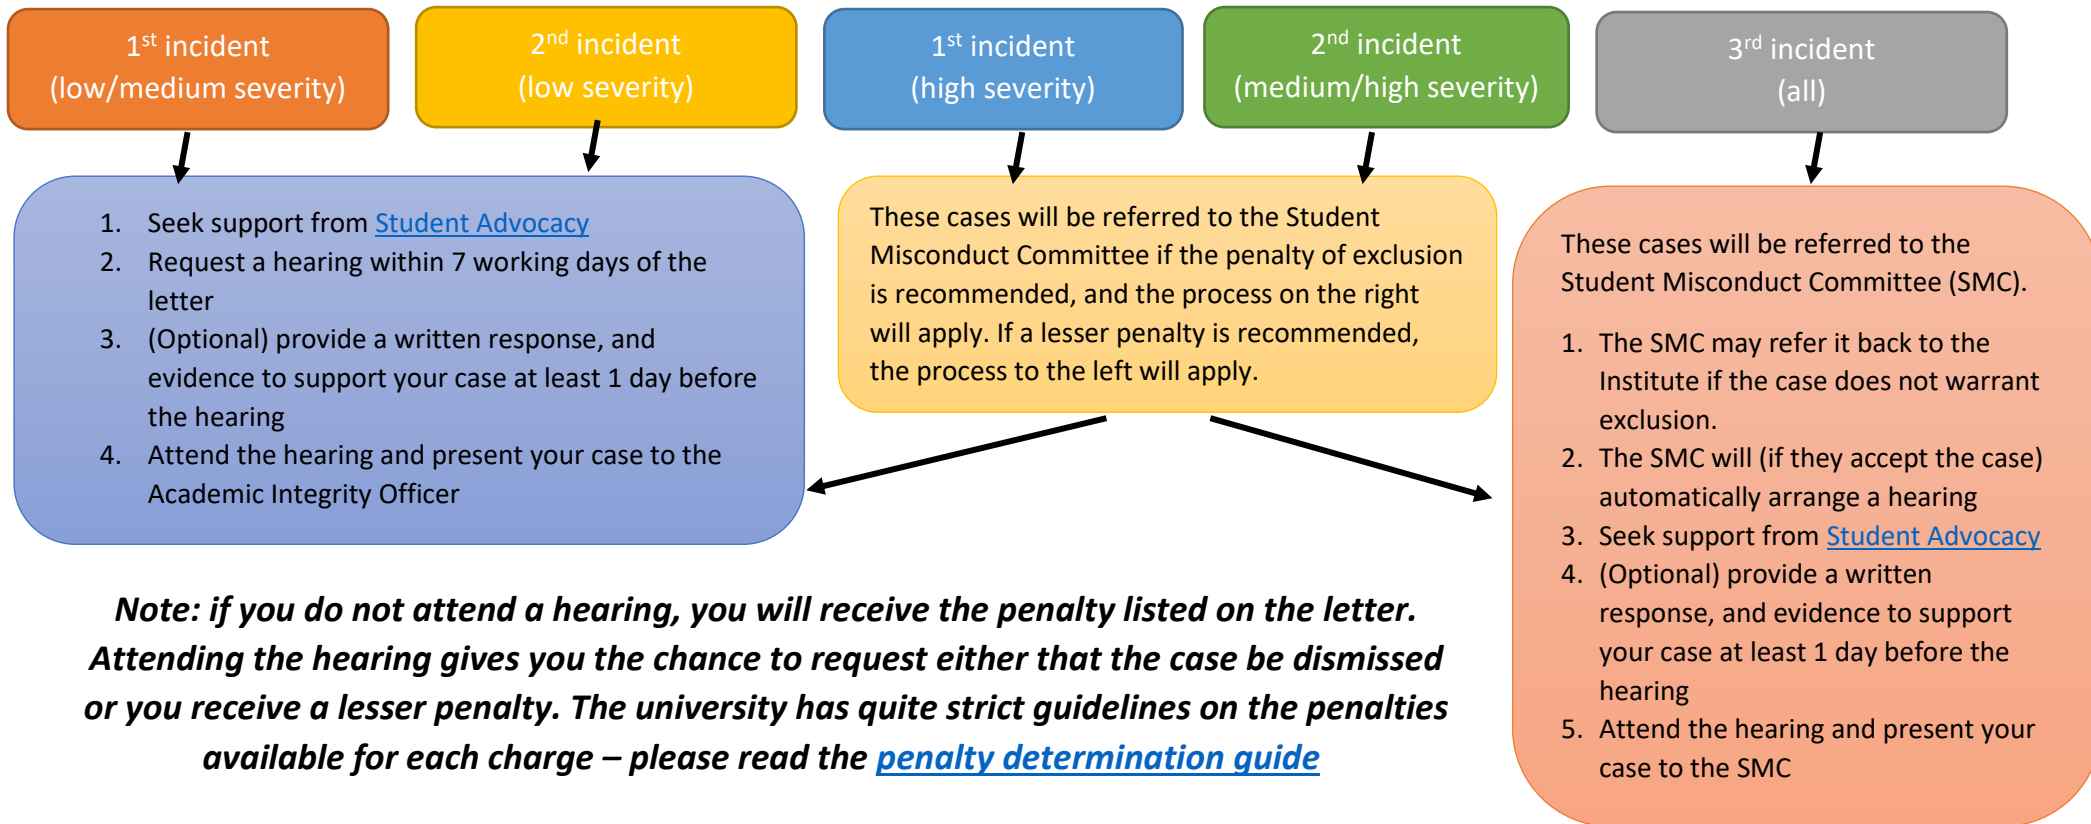 1st incident
(low/medium severity)
2nd incident
(low severity)
1st incident
(high severity)
2nd incident
(medium/high severity)
3rd incident
(all)
1. Seek support from Student Advocacy
2. Request a hearing within 7 working days of the
letter
3. (Optional) provide a written response, and
evidence to support your case at least 1 day before
the hearing
4. Attend the hearing and present your case to the
Academic Integrity Officer
These cases will be referred to the Student
Misconduct Committee if the penalty of exclusion
is recommended, and the process on the right
will apply. If a lesser penalty is recommended,
the process to the left will apply.
These cases will be referred to the
Student Misconduct Committee (SMC).
1. The SMC may refer it back to the
Institute if the case does not warrant
exclusion.
2. The SMC will (if they accept the case)
automatically arrange a hearing
3. Seek support from Student Advocacy
4. (Optional) provide a written
response, and evidence to support
your case at least 1 day before the
hearing
5. Attend the hearing and present your
case to the SMC
Note: if you do not attend a hearing, you will receive the penalty listed on the letter.
Attending the hearing gives you the chance to request either that the case be dismissed
or you receive a lesser penalty. The university has quite strict guidelines on the penalties
available for each charge – please read the penalty determination guide